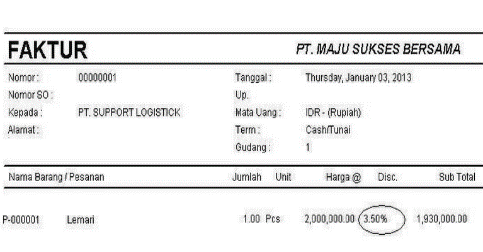 FAKTUR PT. MAJU SUKSES BERSAMA
Nomor : 00000001 Tanggal : Thursday, January 03, 2013
Nomor SO : Up.
Kepada : PT. SUPPORT LOGISTICK Mata Uang : IDR - (Rupiah)
Alamat : Term : Cash/Tunai
Gudang : 1
Nama Barang / Pesanan Jumlah Unit Harga @ Disc. Sub Total
P-000001 Lemari 1.00 Pcs 2,000,000.00 3.50% 1,930,000.00